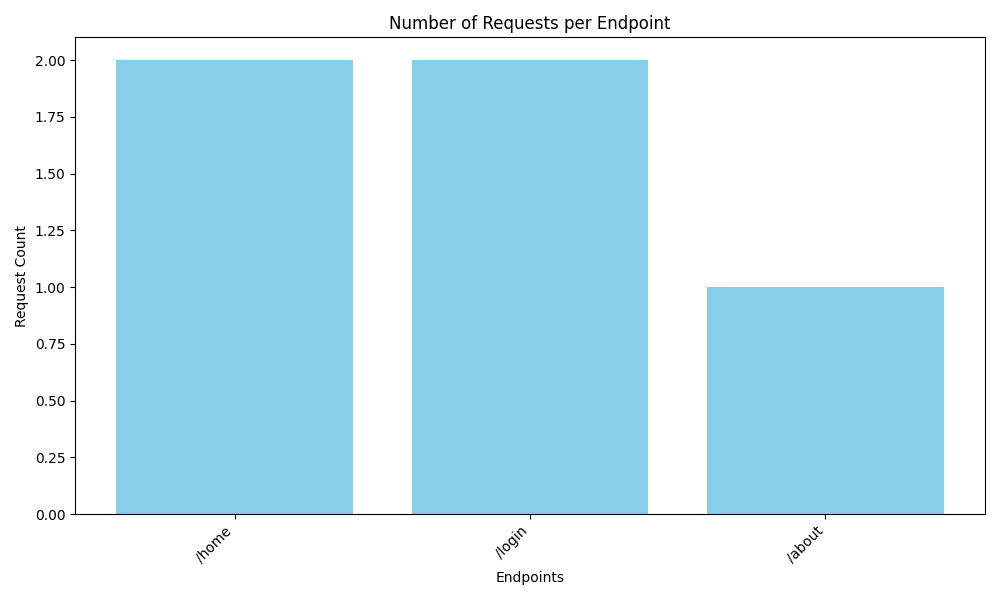 Number of Requests per Endpoint
2.00
1.75
1.50
1.25
1.00
0.75
0.50
0.25
0.00
Request Count
/home
/login
/about
Endpoints